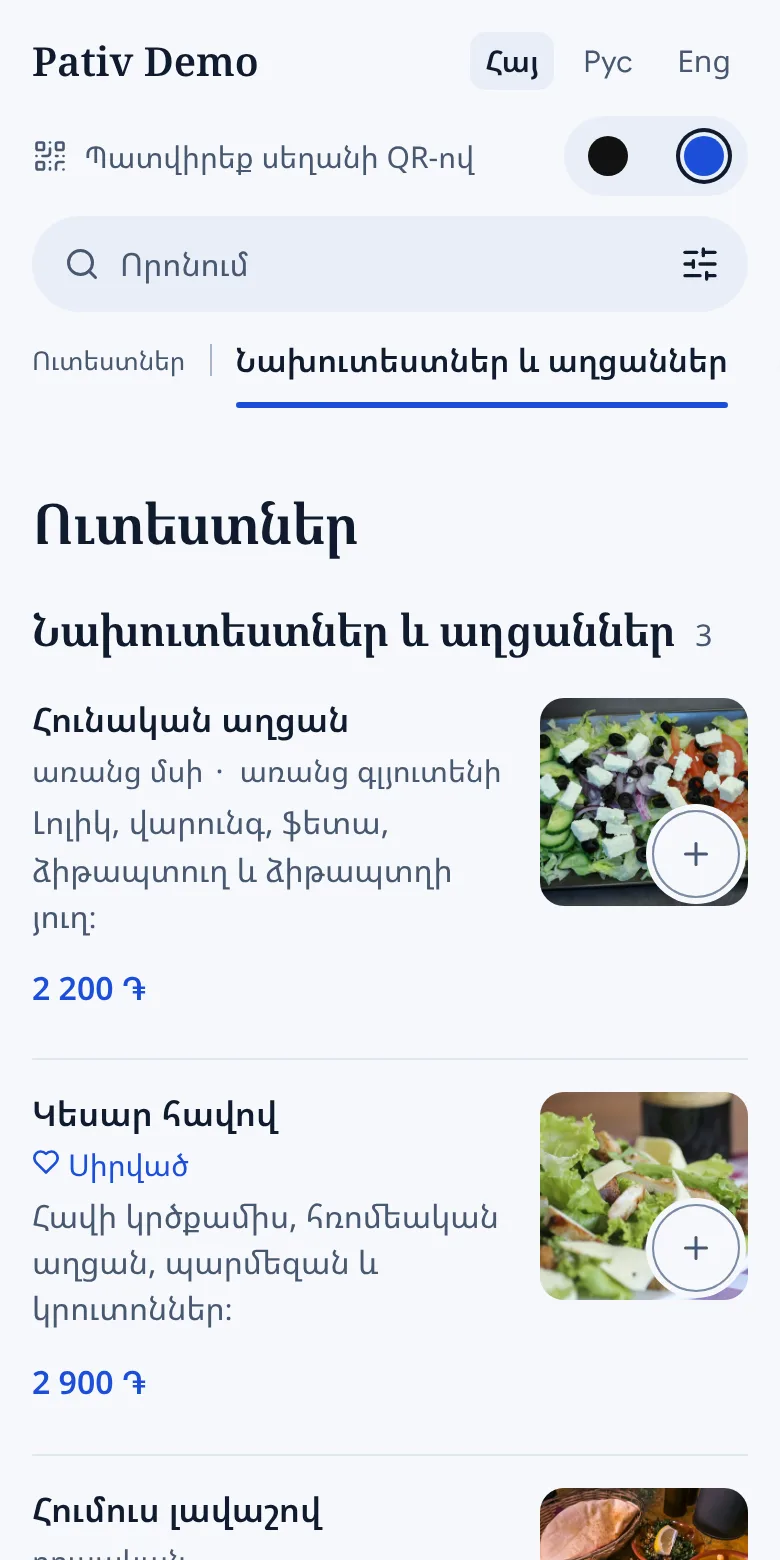 Pativ Demo
Հայ Рус Eng
Պատվիրեք սեղանի QR-ով
Որոնում
Ուտեստներ Նախուտեստներ և աղցաններ
Ուտեստներ
Նախուտեստներ և աղցաններ 3
Հունական աղցան
առանց մսի · առանց գլյուտենի
Լոլիկ, վարունգ, ֆետա,
ձիթապտուղ և ձիթապտղի
յուղ:
2 200 ֏
Կեսար հավով
Սիրված
Հավի կրծքամիս, հռոմեական
աղցան, պարմեզան և
կրուտոններ:
2 900 ֏
Հումուս լավաշով